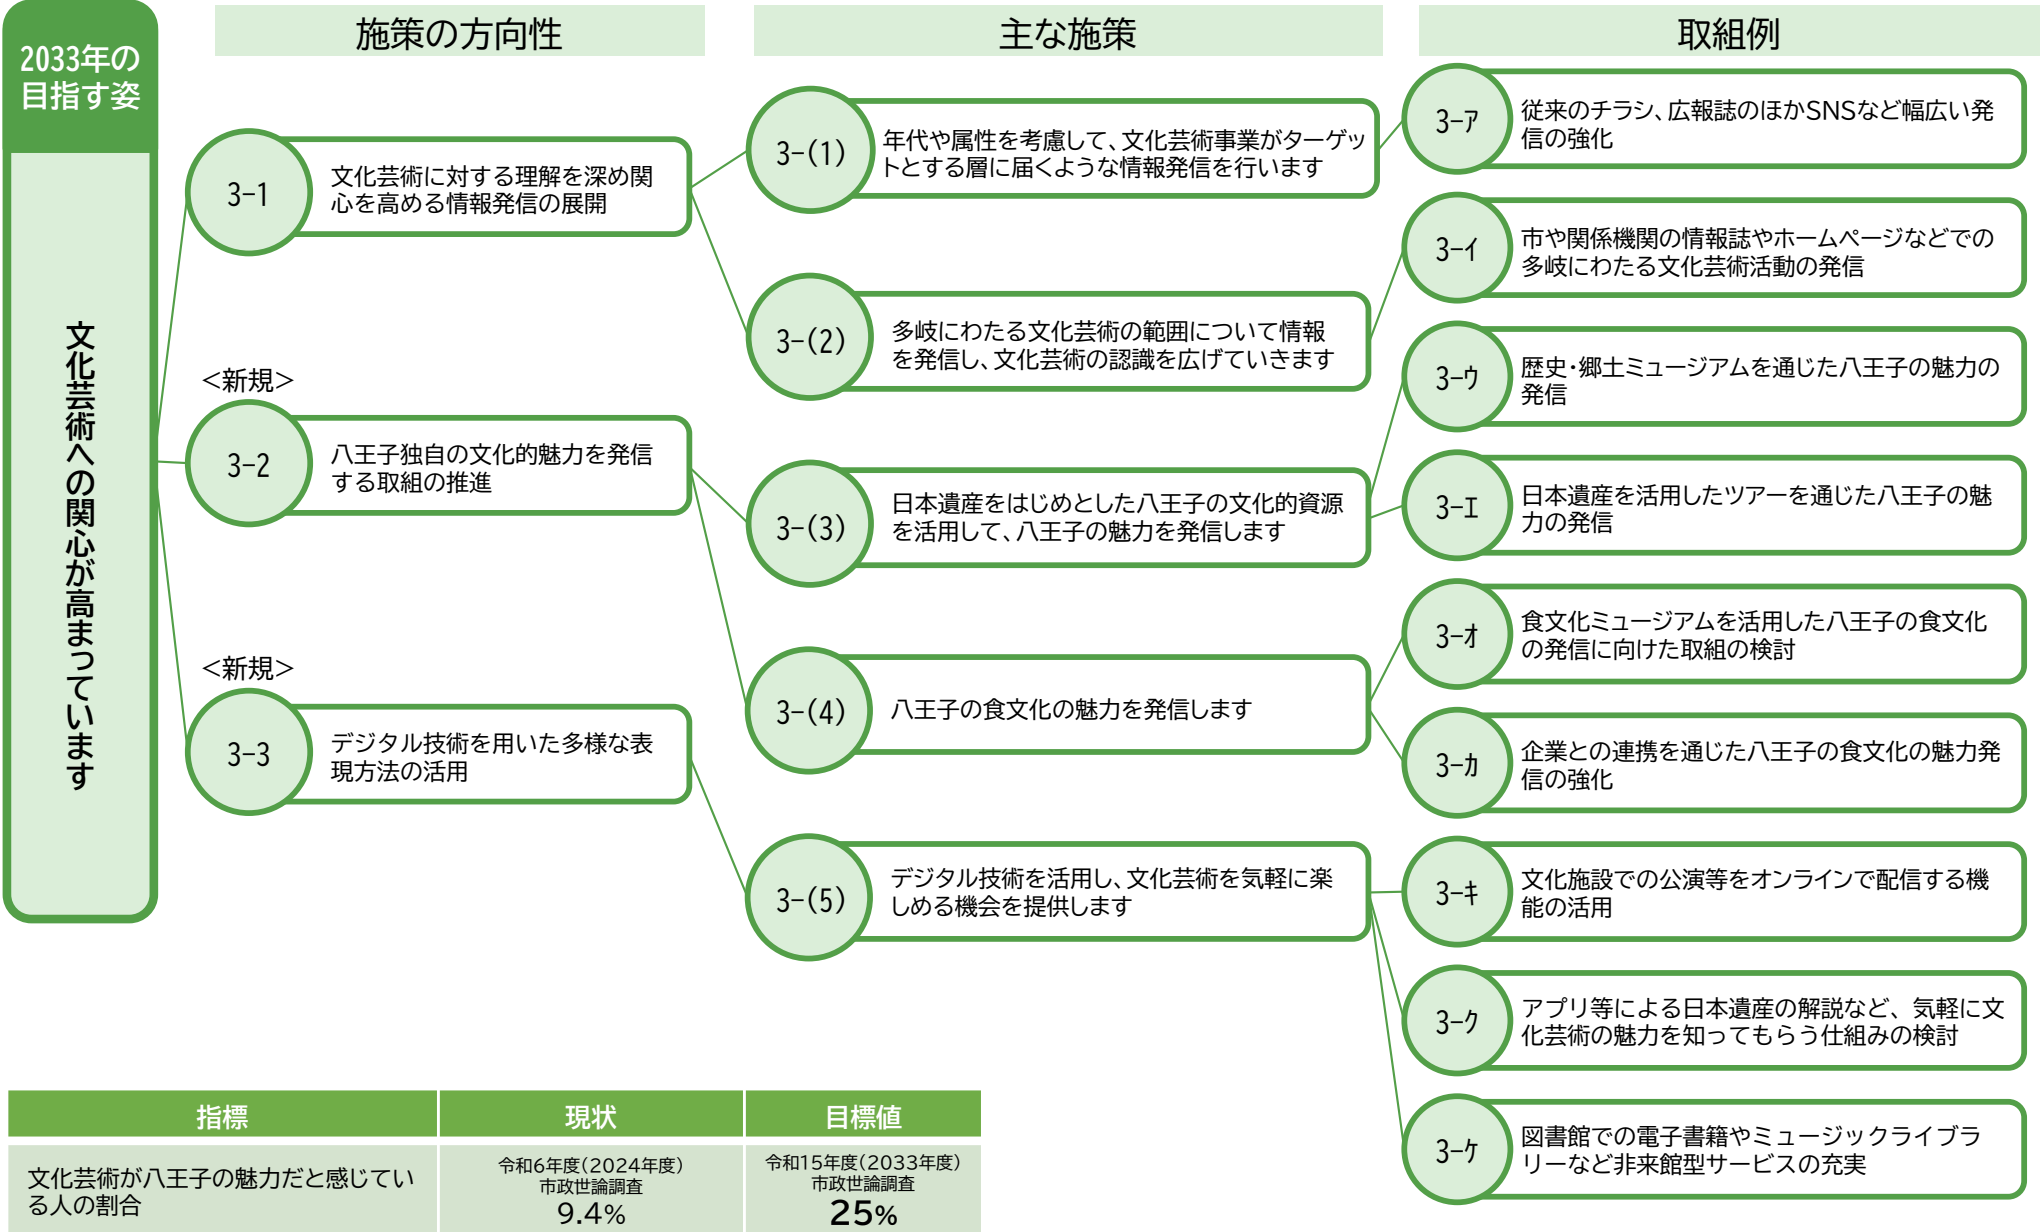 2033年の
目指す姿
文化芸術への関心が高まっています
施策の方向性
3-1
文化芸術に対する理解を深め関
心を高める情報発信の展開
<新規>
3-2
八王子独自の文化的魅力を発信
する取組の推進
<新規>
3-3
デジタル技術を用いた多様な表
現方法の活用
主な施策
3-(1)
年代や属性を考慮して、文化芸術事業がターゲッ
トとする層に届くような情報発信を行います
3-(2)
多岐にわたる文化芸術の範囲について情報
を発信し、文化芸術の認識を広げていきます
3-(3)
日本遺産をはじめとした八王子の文化的資源
を活用して、八王子の魅力を発信します
3-(4)
八王子の食文化の魅力を発信します
3-(5)
デジタル技術を活用し、文化芸術を気軽に楽
しめる機会を提供します
取組例
3-ア
従来のチラシ、広報誌のほかSNSなど幅広い発
信の強化
3-イ
市や関係機関の情報誌やホームページなどでの
多岐にわたる文化芸術活動の発信
3-ウ
歴史・郷土ミュージアムを通じた八王子の魅力の
発信
3-エ
日本遺産を活用したツアーを通じた八王子の魅
力の発信
3-オ
食文化ミュージアムを活用した八王子の食文化
の発信に向けた取組の検討
3-カ
企業との連携を通じた八王子の食文化の魅力発
信の強化
3-キ
文化施設での公演等をオンラインで配信する機
能の活用
3-ク
アプリ等による日本遺産の解説など、気軽に文
化芸術の魅力を知ってもらう仕組みの検討
3-ケ
図書館での電子書籍やミュージックライブラ
リーなど非来館型サービスの充実
指標
現状
目標値
文化芸術が八王子の魅力だと感じてい
る人の割合
令和6年度(2024年度)
市政世論調査
9.4%
令和15年度(2033年度)
市政世論調査
25%